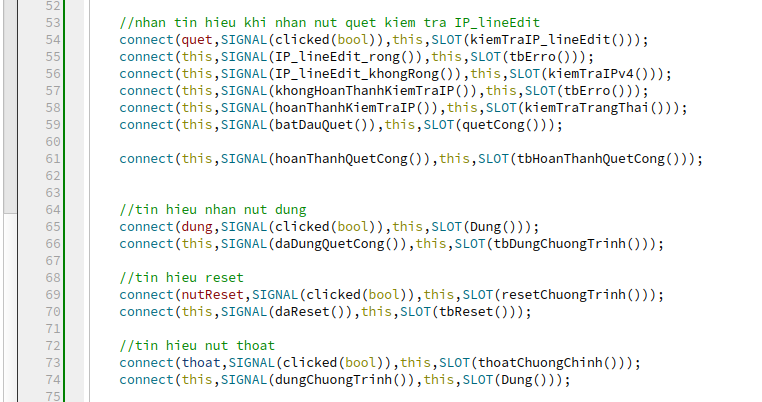 52
53 //nhan tin hieu khi nhan nut quet kiem tra IP_lineEdit
54 connect(quet,SIGNAL(clicked(bool)),this,SLOT(kiemTraIP_lineEdit()));
55 connect(this,SIGNAL(IP_lineEdit_rong()),this,SLOT(tbErro()));
56 connect(this,SIGNAL(IP_lineEdit_khongRong()),this,SLOT(kiemTraIPv4()));
57 connect(this,SIGNAL(khongHoanThanhKiemTraIP()),this,SLOT(tbErro()));
58 connect(this,SIGNAL(hoanThanhKiemTraIP()),this,SLOT(kiemTraTrangThai()));
59 connect(this,SIGNAL(batDauQuet()),this,SLOT(quetCong()));
60
61 connect(this,SIGNAL(hoanThanhQuetCong()),this,SLOT(tbHoanThanhQuetCong()));
62
63
64 //tin hieu nhan nut dung
65 connect(dung,SIGNAL(clicked(bool)),this,SLOT(Dung()));
66 connect(this,SIGNAL(daDungQuetCong()),this,SLOT(tbDungChuongTrinh()));
67
68 //tin hieu reset
69 connect(nutReset,SIGNAL(clicked(bool)),this,SLOT(resetChuongTrinh()));
70 connect(this,SIGNAL(daReset()),this,SLOT(tbReset()));
71
72 //tin hieu nut thoat
73 connect(thoat,SIGNAL(clicked(bool)),this,SLOT(thoatChuongChinh()));
74 connect(this,SIGNAL(dungChuongTrinh()),this,SLOT(Dung()));
75